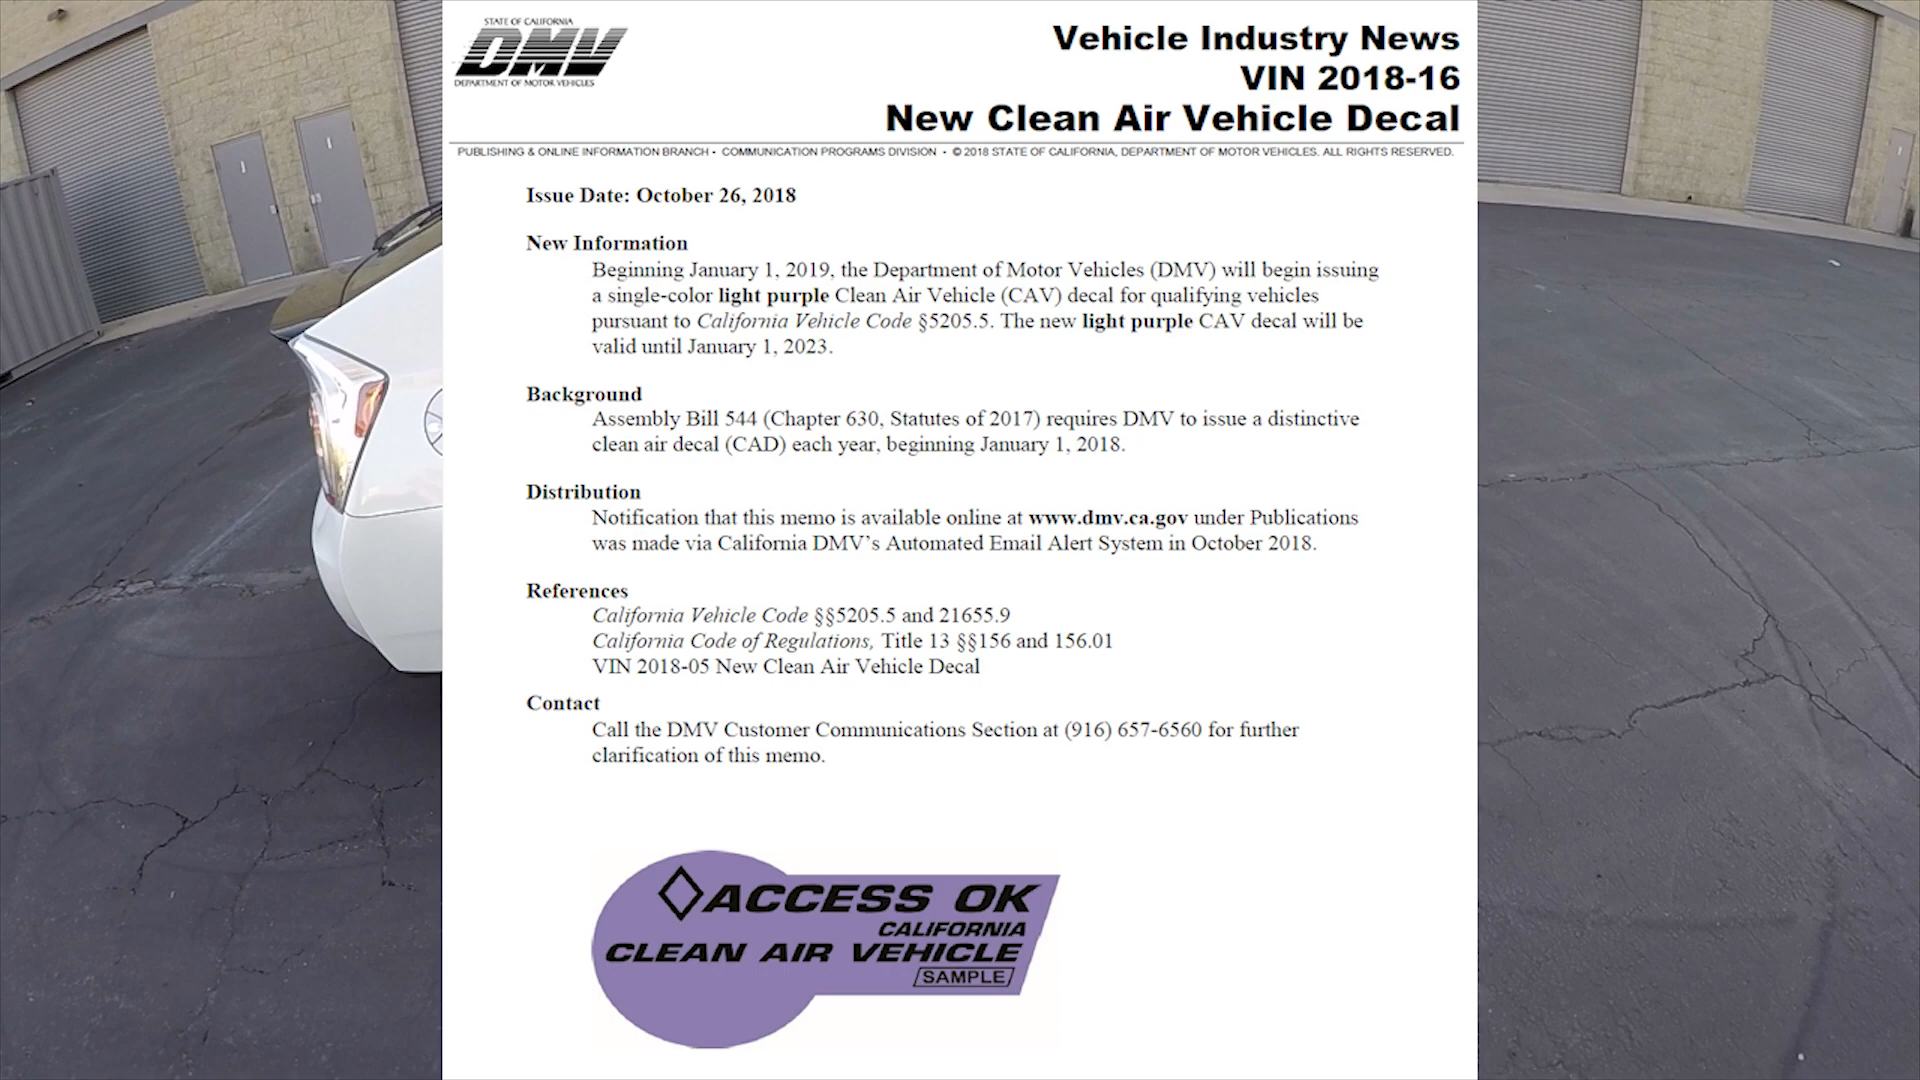 STATE OF CALIFORNIA
DMV
DEPARTMENT OF MOTOR VEHICLES
Vehicle Industry News
VIN 2018-16
New Clean Air Vehicle Decal
PUBLISHING & ONLINE INFORMATION BRANCH • COMMUNICATION PROGRAMS DIVISION • © 2018 STATE OF CALIFORNIA, DEPARTMENT OF MOTOR VEHICLES. ALL RIGHTS RESERVED.
Issue Date: October 26, 2018
New Information
Beginning January 1, 2019, the Department of Motor Vehicles (DMV) will begin issuing
a single-color light purple Clean Air Vehicle (CAV) decal for qualifying vehicles
pursuant to California Vehicle Code §5205.5. The new light purple CAV decal will be
valid until January 1, 2023.
Background
Assembly Bill 544 (Chapter 630, Statutes of 2017) requires DMV to issue a distinctive
clean air decal (CAD) each year, beginning January 1, 2018.
Distribution
Notification that this memo is available online at www.dmv.ca.gov under Publications
was made via California DMV's Automated Email Alert System in October 2018.
References
California Vehicle Code §§5205.5 and 21655.9
California Code of Regulations, Title 13 §§156 and 156.01
VIN 2018-05 New Clean Air Vehicle Decal
Contact
Call the DMV Customer Communications Section at (916) 657-6560 for further
clarification of this memo.
ACCESS OK
CALIFORNIA
CLEAN AIR VEHICLE
SAMPLE